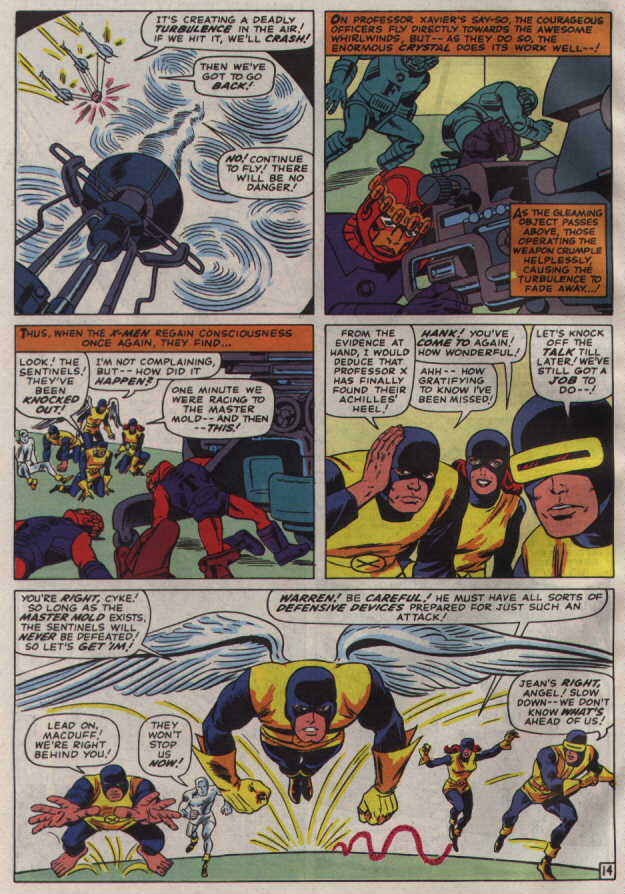 IT'S CREATING A DEADLY
TURBULENCE IN THE AIR!
IF WE HIT IT, WE'LL CRASH!
THEN WE'VE
GOT TO GO
BACK!
NO! CONTINUE
TO FLY! THERE
WILL BE NO
DANGER!
ON PROFESSOR XAVIER'S SAY-SO, THE COURAGEOUS
OFFICERS FLY DIRECTLY TOWARDS THE AWESOME
WHIRLWINDS, BUT-- AS THEY DO SO, THE
ENORMOUS CRYSTAL DOES ITS WORK WELL--!
F
AS THE GLEAMING
OBJECT PASSES
ABOVE, THOSE
OPERATING THE
WEAPON CRUMPLE
HELPLESSLY,
CAUSING THE
TURBULENCE TO
FADE AWAY...!
THUS, WHEN THE X-MEN REGAIN CONSCIOUSNESS
ONCE AGAIN, THEY FIND...
LOOK! THE
SENTINELS!
THEY'VE
BEEN
KNOCKED
OUT!
I'M NOT COMPLAINING,
BUT-- HOW DID IT
HAPPEN?
ONE MINUTE WE
WERE RACING TO
THE MASTER
MOLD-- AND THEN
--THIS!
FROM THE
EVIDENCE AT
HAND, I WOULD
DEDUCE THAT
PROFESSOR X
HAS FINALLY
FOUND THEIR
ACHILLES'
HEEL!
HANK! YOU'VE
COME TO AGAIN!
HOW WONDERFUL!
AHH-- HOW
GRATIFYING
TO KNOW I'VE
BEEN MISSED!
LET'S KNOCK
OFF THE
TALK TILL
LATER! WE'VE
STILL GOT A
JOB TO
DO--!
YOU'RE RIGHT, CYKE!
SO LONG AS THE
MASTER MOLD EXISTS,
THE SENTINELS WILL
NEVER BE DEFEATED!
SO LET'S GET 'IM!
WARREN! BE CAREFUL! HE MUST HAVE ALL SORTS OF
DEFENSIVE DEVICES PREPARED FOR JUST SUCH AN
ATTACK!
LEAD ON,
MACDUFF!
WE'RE RIGHT
BEHIND YOU!
THEY
WON'T
STOP
US
NOW!
JEAN'S RIGHT,
ANGEL! SLOW
DOWN--WE DON'T
KNOW WHAT'S
AHEAD OF US!
14